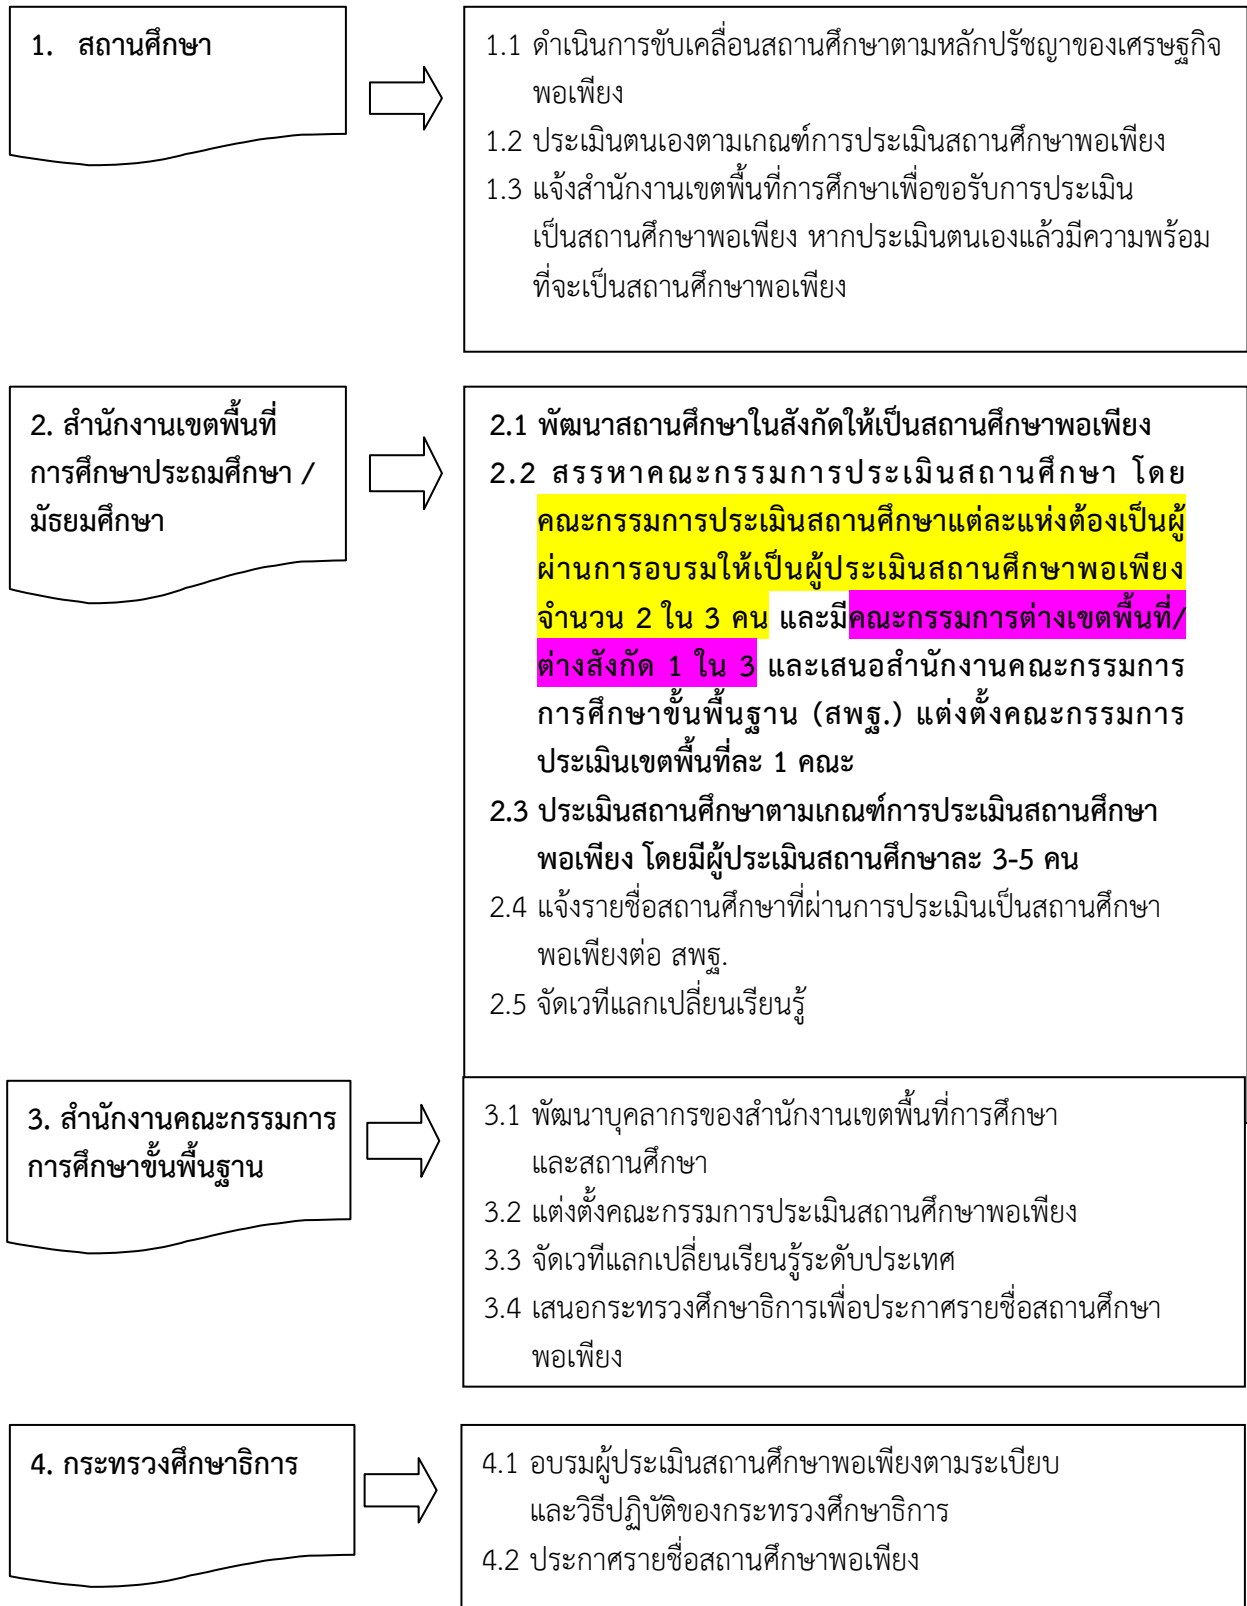 1. สถานศึกษา
1.1 ดำเนินการขับเคลื่อนสถานศึกษาตามหลักปรัชญาของเศรษฐกิจ
พอเพียง
1.2 ประเมินตนเองตามเกณฑ์การประเมินสถานศึกษาพอเพียง
1.3 แจ้งสำนักงานเขตพื้นที่การศึกษาเพื่อขอรับการประเมิน
เป็นสถานศึกษาพอเพียง หากประเมินตนเองแล้วมีความพร้อม
ที่จะเป็นสถานศึกษาพอเพียง
2. สำนักงานเขตพื้นที่
การศึกษาประถมศึกษา /
มัธยมศึกษา
2.1 พัฒนาสถานศึกษาในสังกัดให้เป็นสถานศึกษาพอเพียง
2.2 สรรหาคณะกรรมการประเมินสถานศึกษา โดย
คณะกรรมการประเมินสถานศึกษาแต่ละแห่งต้องเป็นผู้
ผ่านการอบรมให้เป็นผู้ประเมินสถานศึกษาพอเพียง
จำนวน 2 ใน 3 คน และมีคณะกรรมการต่างเขตพื้นที่/
ต่างสังกัด 1 ใน 3 และเสนอสำนักงานคณะกรรมการ
การศึกษาขั้นพื้นฐาน (สพฐ.) แต่งตั้งคณะกรรมการ
ประเมินเขตพื้นที่ละ 1 คณะ
2.3 ประเมินสถานศึกษาตามเกณฑ์การประเมินสถานศึกษา
พอเพียง โดยมีผู้ประเมินสถานศึกษาละ 3-5 คน
2.4 แจ้งรายชื่อสถานศึกษาที่ผ่านการประเมินเป็นสถานศึกษา
พอเพียงต่อ สพฐ.
2.5 จัดเวทีแลกเปลี่ยนเรียนรู้
3. สำนักงานคณะกรรมการ
การศึกษาขั้นพื้นฐาน
3.1 พัฒนาบุคลากรของสำนักงานเขตพื้นที่การศึกษา
และสถานศึกษา
3.2 แต่งตั้งคณะกรรมการประเมินสถานศึกษาพอเพียง
3.3 จัดเวทีแลกเปลี่ยนเรียนรู้ระดับประเทศ
3.4 เสนอกระทรวงศึกษาธิการเพื่อประกาศรายชื่อสถานศึกษา
พอเพียง
4. กระทรวงศึกษาธิการ
4.1 อบรมผู้ประเมินสถานศึกษาพอเพียงตามระเบียบ
และวิธีปฏิบัติของกระทรวงศึกษาธิการ
4.2 ประกาศรายชื่อสถานศึกษาพอเพียง